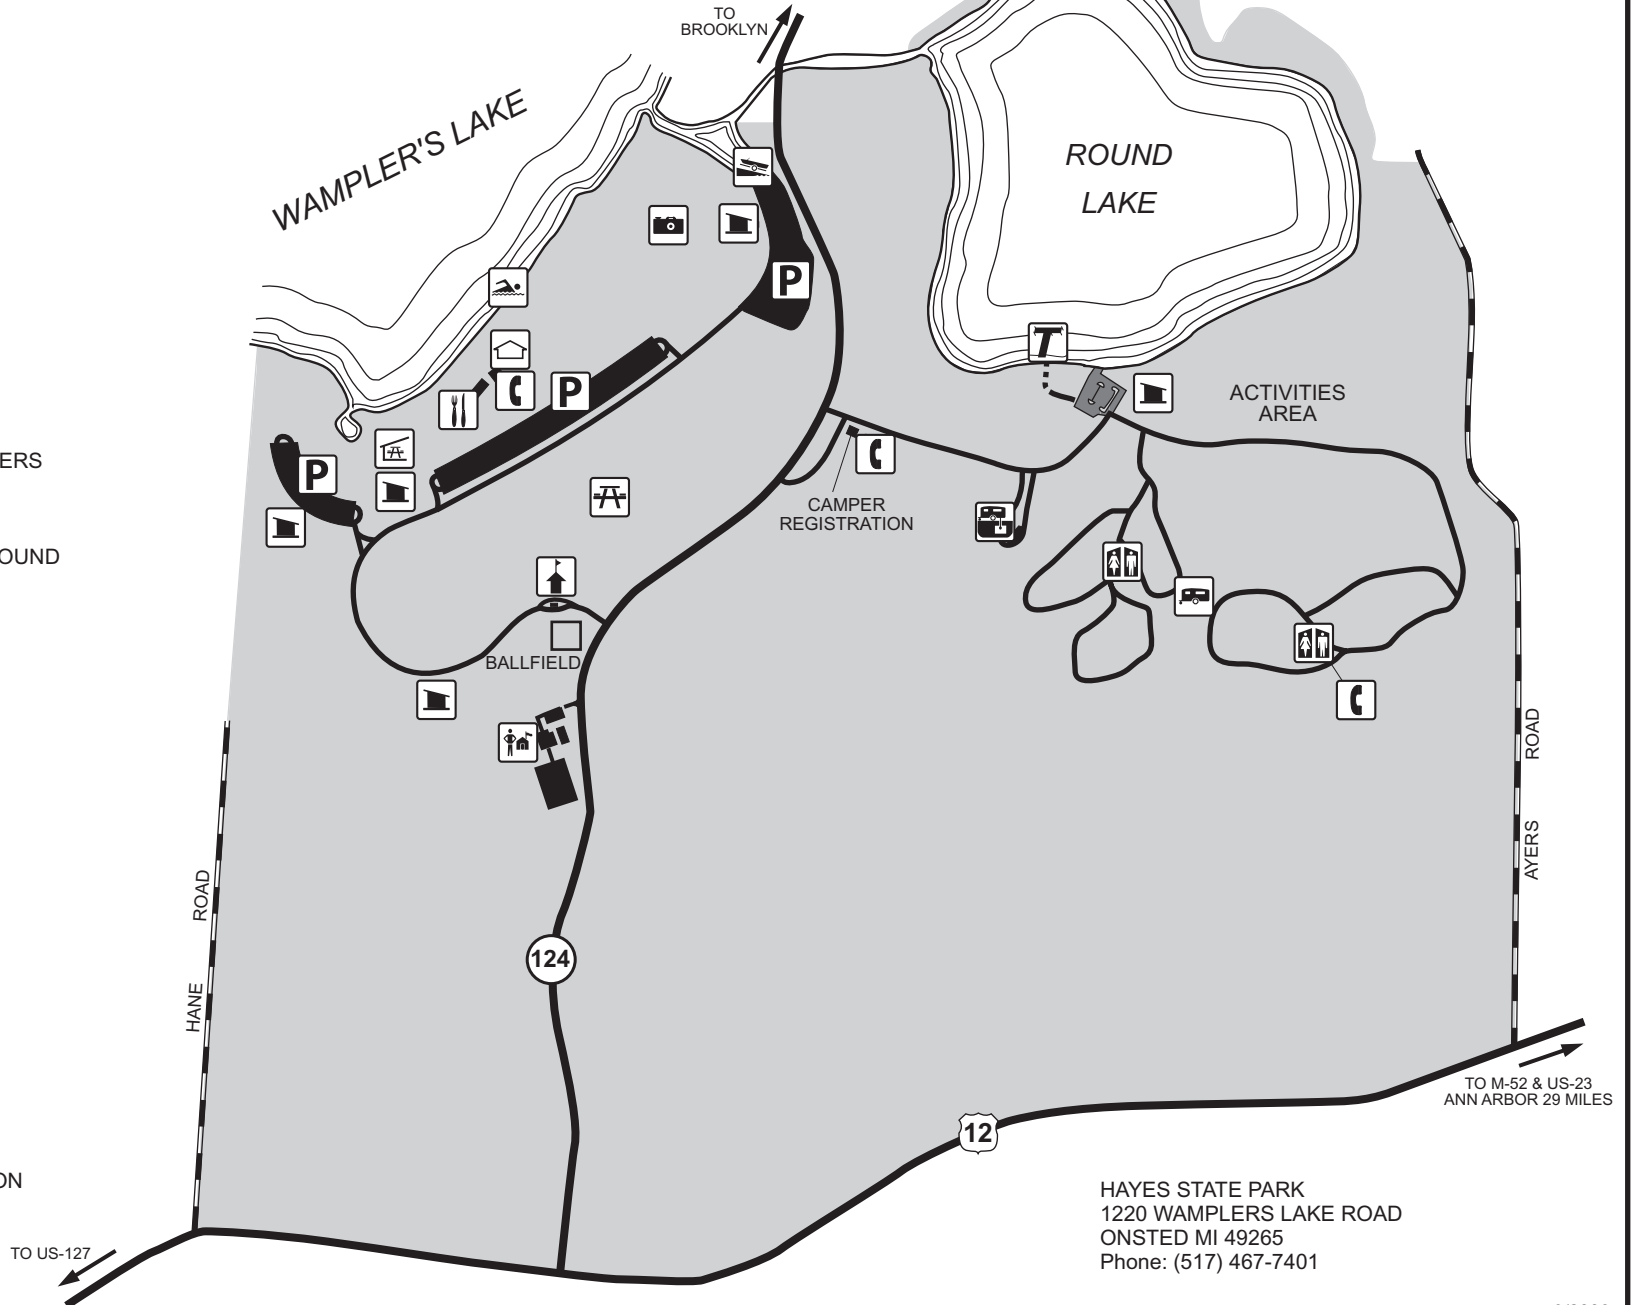 TO
BROOKLYN
WAMPLER'S LAKE
ROUND
LAKE
P
P
P
T
ACTIVITIES
AREA
ERS
CAMPER
REGISTRATION
OUND
BALLFIELD
ROAD
AYERS
ROAD
HANE
124
12
TO M-52 & US-23
ANN ARBOR 29 MILES
ON
HAYES STATE PARK
1220 WAMPLERS LAKE ROAD
ONSTED MI 49265
Phone: (517) 467-7401
TO US-127